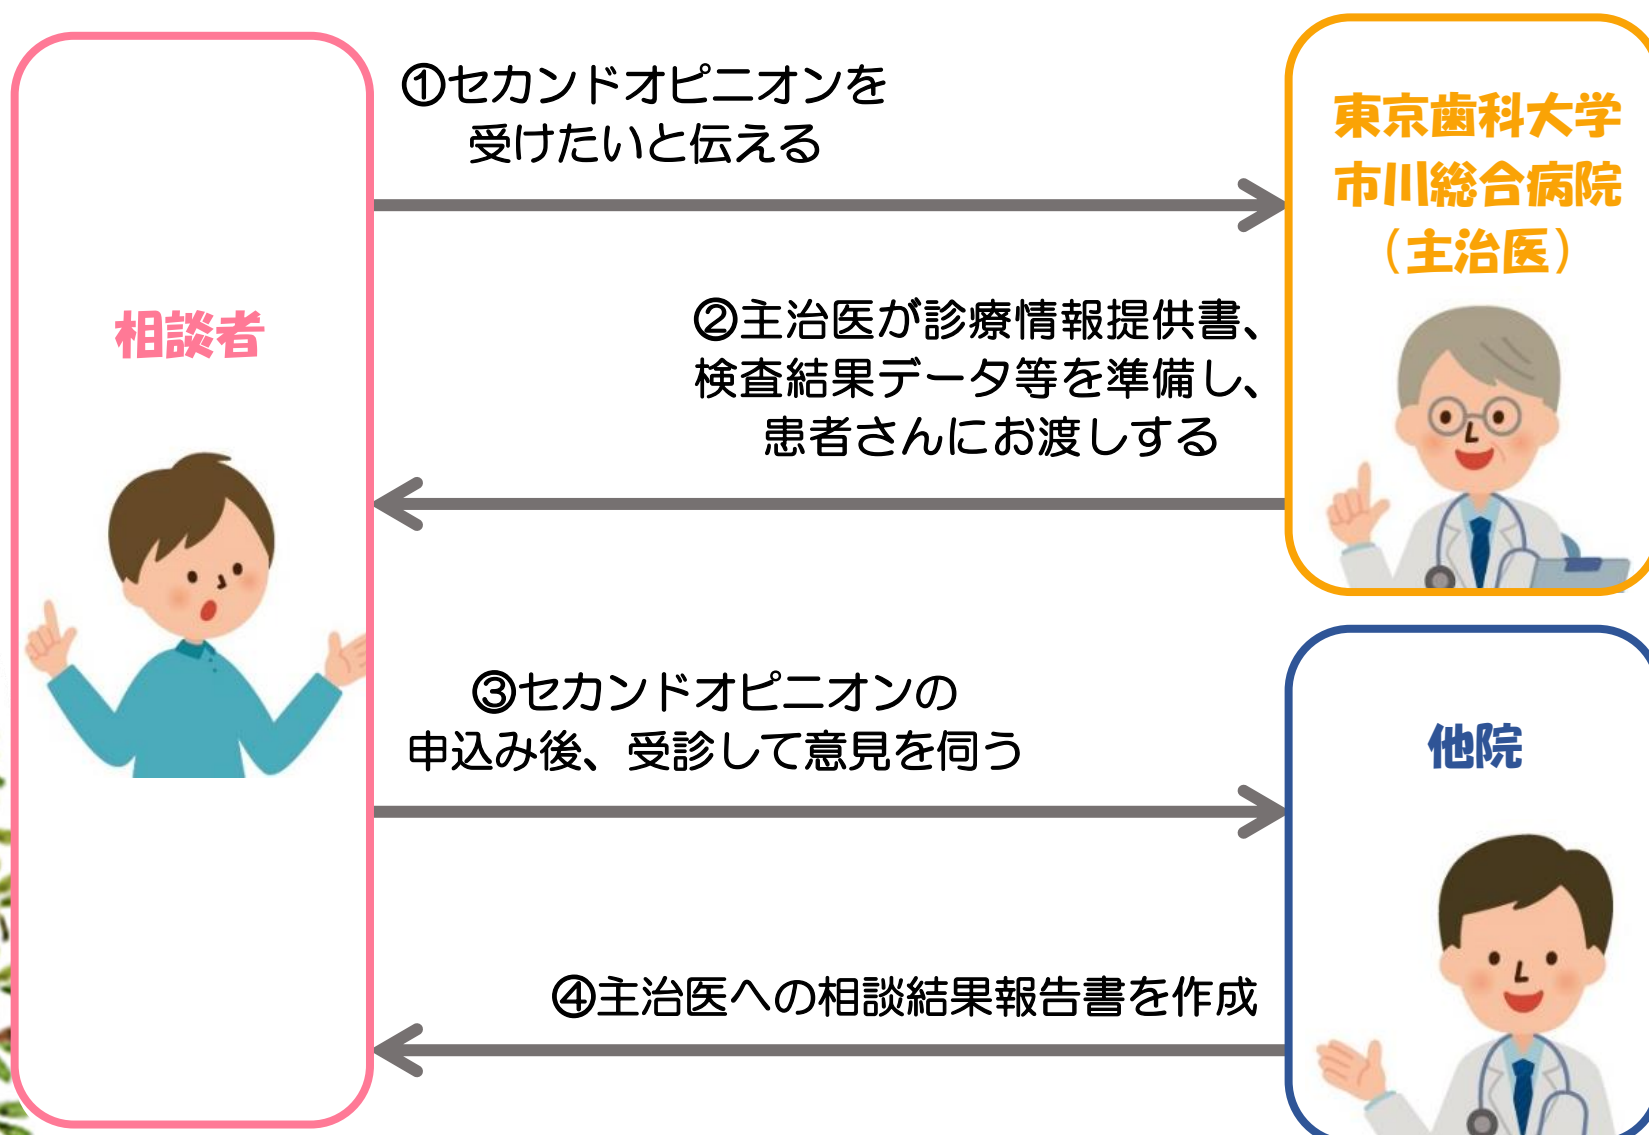 ①セカンドオピニオンを
受けたいと伝える
東京歯科大学
市川総合病院
（主治医）
相談者
②主治医が診療情報提供書、
検査結果データ等を準備し、
患者さんにお渡しする
③セカンドオピニオンの
申込み後、受診して意見を伺う
他院
④主治医への相談結果報告書を作成